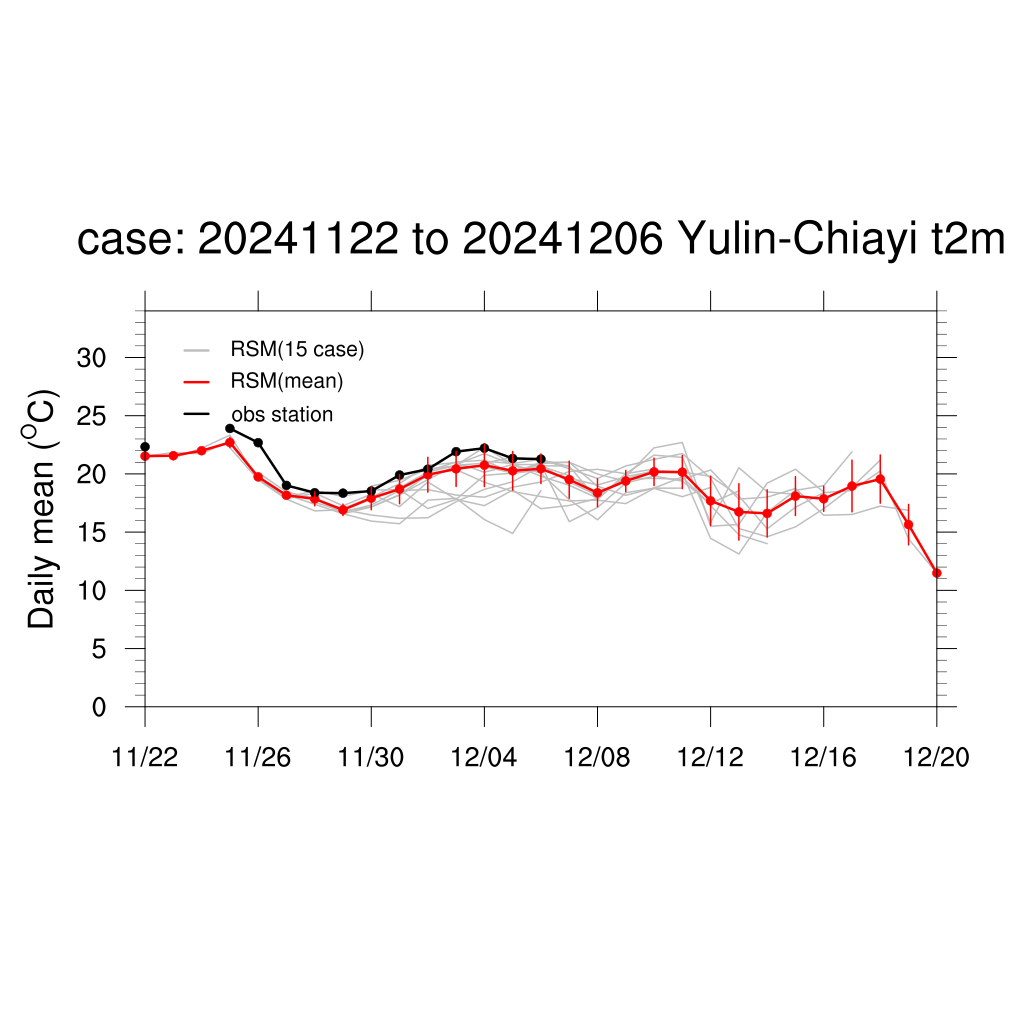 case: 20241122 to 20241206 Yulin-Chiayi t2m
RSM(15 case)
RSM(mean)
obs station
Daily mean (°C)
30
25
20
15
10
5
0
11/22 11/26 11/30 12/04 12/08 12/12 12/16 12/20